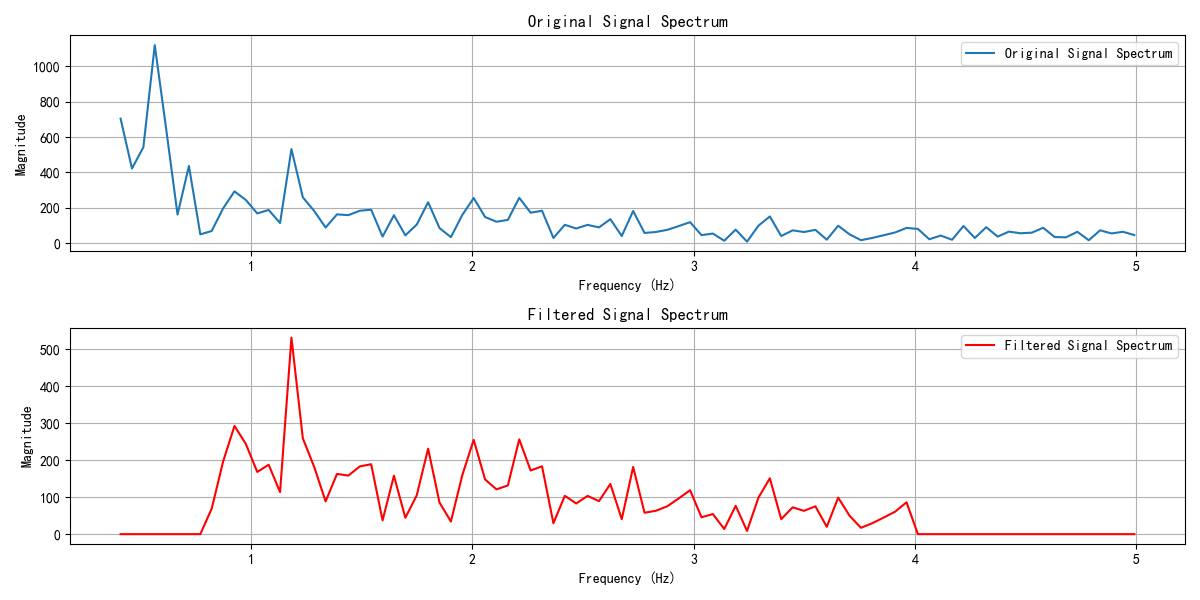 Original Signal Spectrum
Magnitude
1000
800
600
400
200
0
Original Signal Spectrum
1 2 3 4 5
Frequency (Hz)
Filtered Signal Spectrum
Magnitude
500
400
300
200
100
0
Filtered Signal Spectrum
1 2 3 4 5
Frequency (Hz)